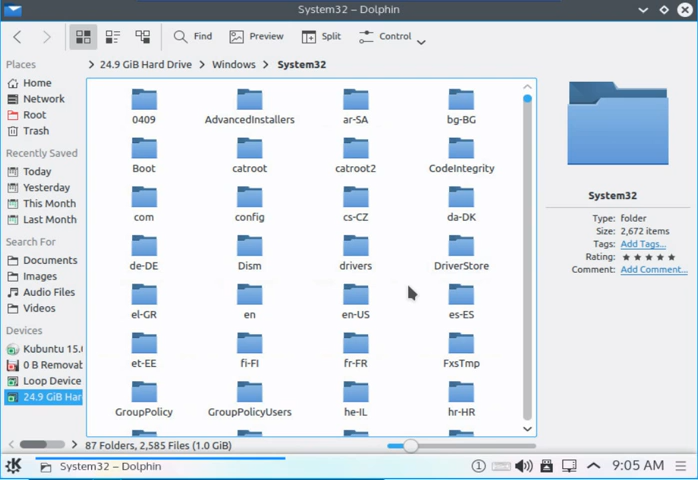 System32 – Dolphin
Find
Preview
Split
Control
Places
Home
Network
Root
Trash
Recently Saved
Today
Yesterday
This Month
Last Month
Search For
Documents
Images
Audio Files
Videos
Devices
Kubuntu 15.0
0 B Removab
Loop Device
24.9 GiB Har
> 24.9 GiB Hard Drive > Windows > System32
0409 AdvancedInstallers ar-SA bg-BG
Boot catroot catroot2 CodeIntegrity
com config cs-CZ da-DK
de-DE Dism drivers DriverStore
el-GR en en-US es-ES
et-EE fi-FI fr-FR FxsTmp
GroupPolicy GroupPolicyUsers he-IL hr-HR
87 Folders, 2,585 Files (1.0 GiB)
System32
Type: folder
Size: 2,672 items
Tags: Add Tags...
Rating: ★★★★★
Comment: Add Comment...
System32 – Dolphin
1
9:05 AM